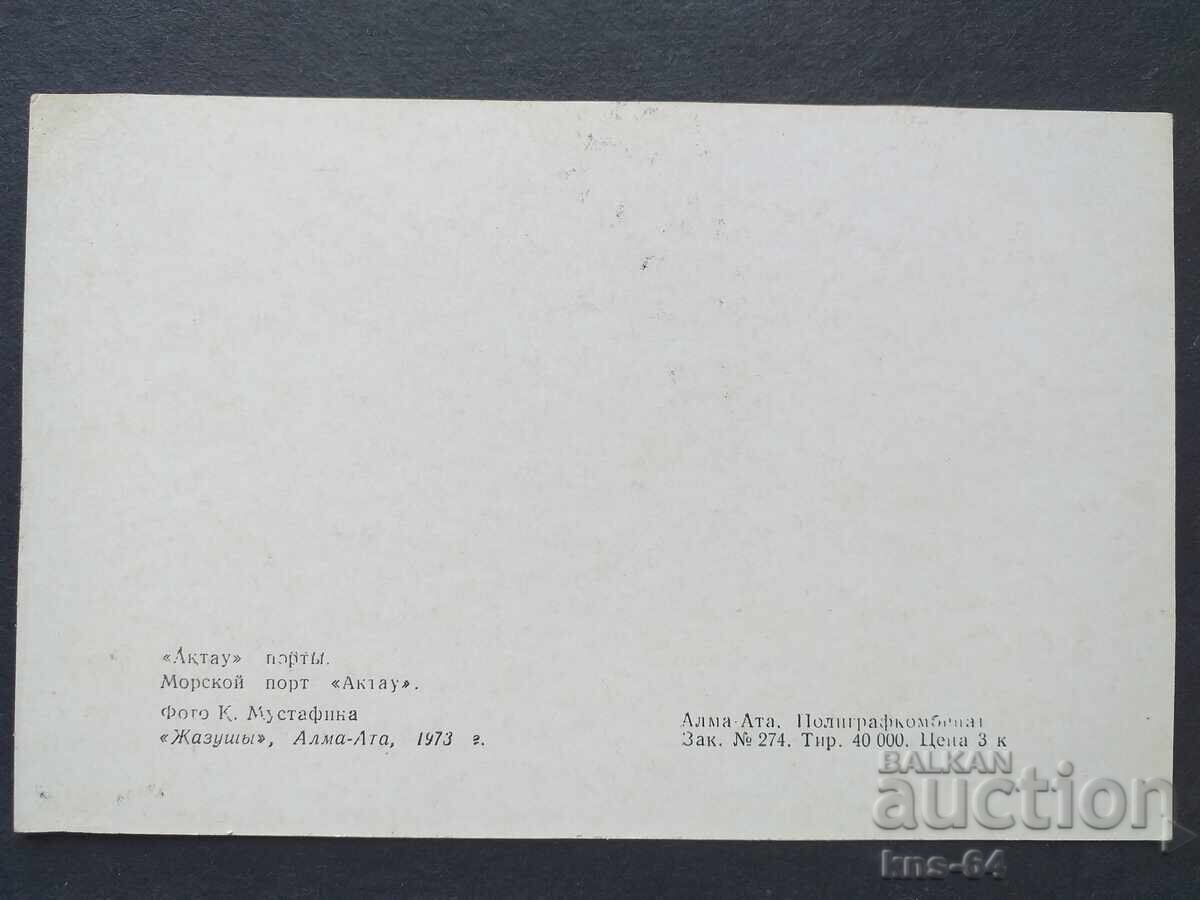 «Ақтау» порты.
Морской порт «Актау».
Фото К. Мустафина
«Жазушы», Алма-Ата, 1973 г.
Алма-Ата. Полиграфкомбинат
Зак. № 274. Тир. 40 000. Цена 3 к
BALKAN
auction
kns-64